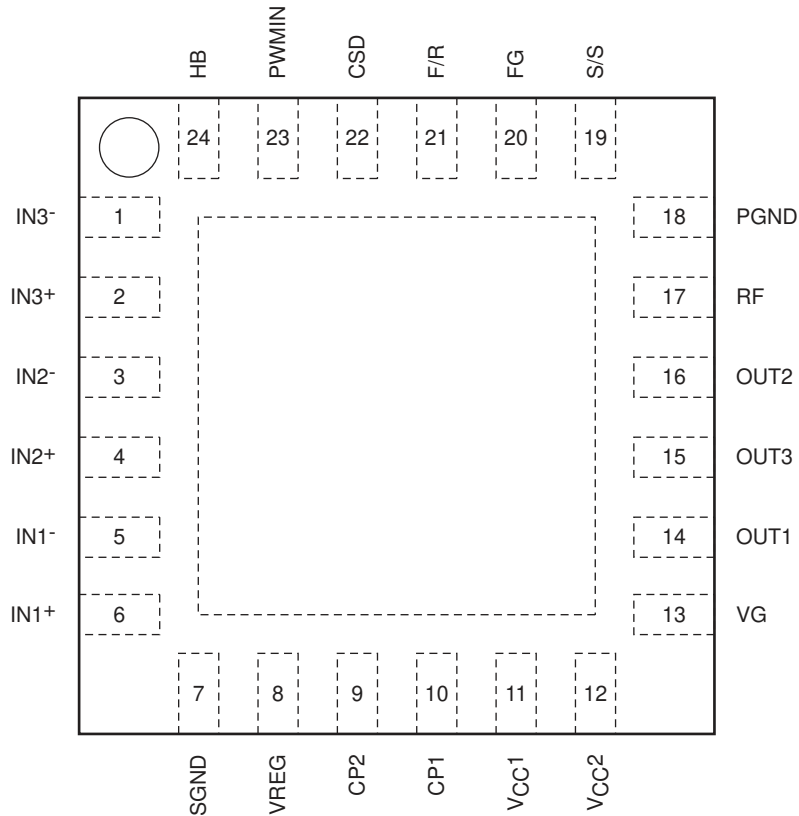 HB PWMIN CSD F/R FG S/S
24 23 22 21 20 19
IN3- 1 18 PGND
IN3+ 2 17 RF
IN2- 3 16 OUT2
IN2+ 4 15 OUT3
IN1- 5 14 OUT1
IN1+ 6 13 VG
7 8 9 10 11 12
SGND VREG CP2 CP1 VCC1 VCC2